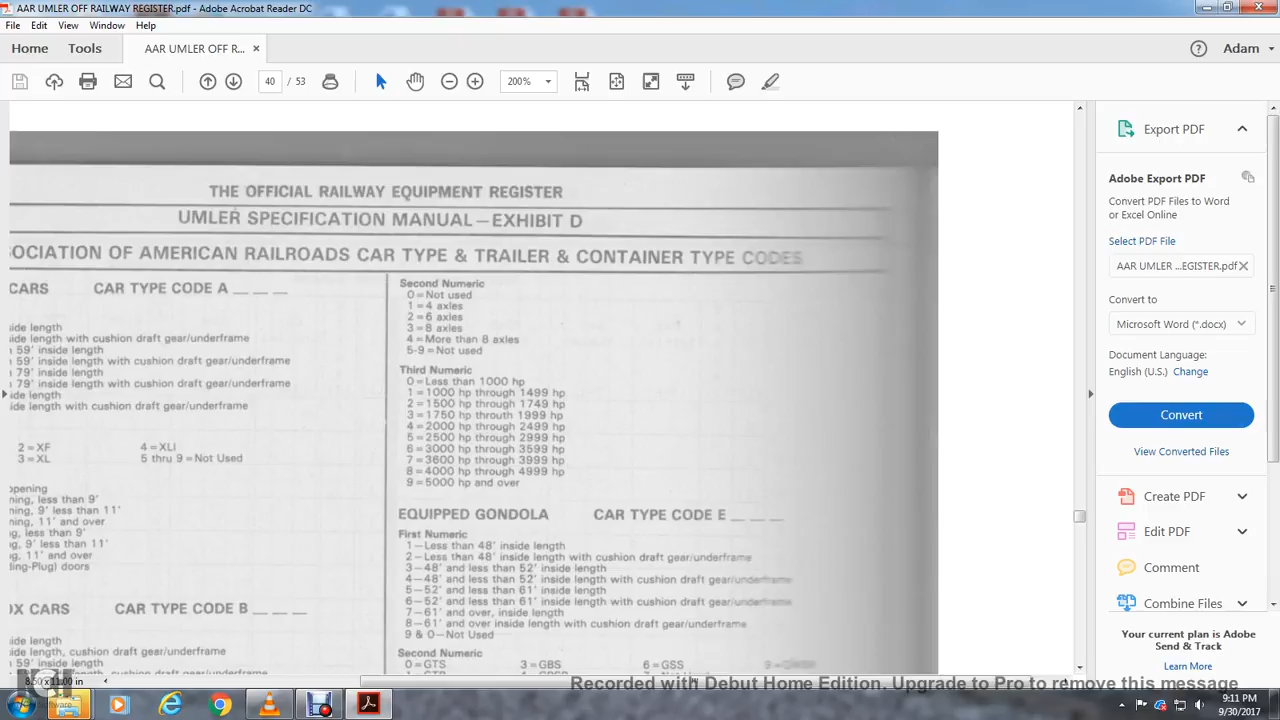 AAR UMLER OFF RAILWAY REGISTER.pdf - Adobe Acrobat Reader DC
File Edit View Window Help
Home Tools AAR UMLER OFF R... × Adam
40 / 53 200%
THE OFFICIAL RAILWAY EQUIPMENT REGISTER
UMLER SPECIFICATION MANUAL—EXHIBIT D
OCIATION OF AMERICAN RAILROADS CAR TYPE & TRAILER & CONTAINER TYPE CODES
CARS CAR TYPE CODE A _ _ _
side length
ide length with cushion draft gear/underframe
59' inside length
59' inside length with cushion draft gear/underframe
79' inside length
79' inside length with cushion draft gear/underframe
ide length
ide length with cushion draft gear/underframe
2=XF 4=XLI
3=XL 5 thru 9=Not Used
opening
ning, less than 9'
ning, 9' less than 11'
ning, 11' and over
g, less than 9'
g, 9' less than 11'
g, 11' and over
ding-Plug) doors
OX CARS CAR TYPE CODE B _ _ _
ide length
ide length, cushion draft gear/underframe
59' inside length
Second Numeric
0=Not used
1=4 axles
2=6 axles
3=8 axles
4=More than 8 axles
5-9=Not used
Third Numeric
0=Less than 1000 hp
1=1000 hp through 1499 hp
2=1500 hp through 1749 hp
3=1750 hp throuth 1999 hp
4=2000 hp through 2499 hp
5=2500 hp through 2999 hp
6=3000 hp through 3599 hp
7=3600 hp through 3999 hp
8=4000 hp through 4999 hp
9=5000 hp and over
EQUIPPED GONDOLA CAR TYPE CODE E _ _ _
First Numeric
1—Less than 48' inside length
2—Less than 48' inside length with cushion draft gear/underframe
3—48' and less than 52' inside length
4—48' and less than 52' inside length with cushion draft gear/underframe
5—52' and less than 61' inside length
6—52' and less than 61' inside length with cushion draft gear/underframe
7—61' and over, inside length
8—61' and over inside length with cushion draft gear/underframe
9 & 0—Not Used
Second Numeric
0=GTS 3=GBS 6=GSS
Export PDF
Adobe Export PDF
Convert PDF Files to Word
or Excel Online
Select PDF File
AAR UMLER ...EGISTER.pdf ×
Convert to
Microsoft Word (*.docx)
Document Language:
English (U.S.) Change
Convert
View Converted Files
Create PDF
Edit PDF
Comment
Combine Files
Your current plan is Adobe
Send & Track
Learn More
8.50 x 11.00 in
Recorded with Debut Home Edition. Upgrade to Pro to remove this message
9:11 PM
9/30/2017